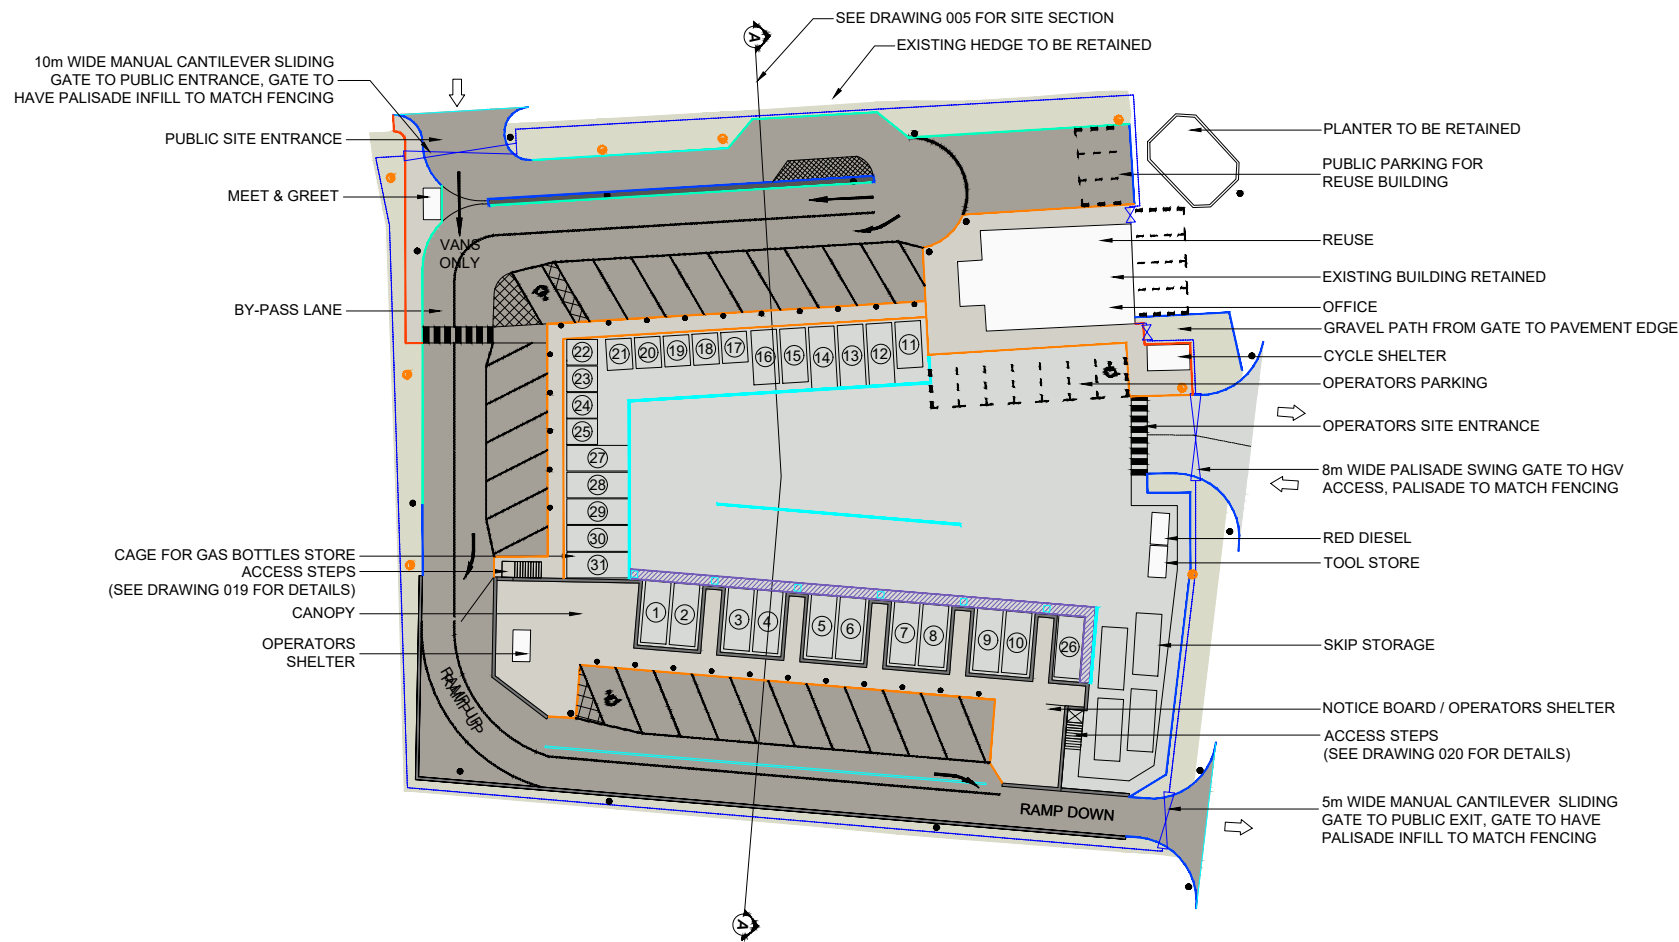 SEE DRAWING 005 FOR SITE SECTION
EXISTING HEDGE TO BE RETAINED
A
10m WIDE MANUAL CANTILEVER SLIDING
GATE TO PUBLIC ENTRANCE, GATE TO
HAVE PALISADE INFILL TO MATCH FENCING
PUBLIC SITE ENTRANCE
MEET & GREET
BY-PASS LANE
CAGE FOR GAS BOTTLES STORE
ACCESS STEPS
(SEE DRAWING 019 FOR DETAILS)
CANOPY
OPERATORS
SHELTER
VANS
ONLY
22
21
20
19
18
17
16
15
14
13
12
11
23
24
25
27
28
29
30
31
1
2
3
4
5
6
7
8
9
10
26
RAMP UP
RAMP DOWN
A
PLANTER TO BE RETAINED
PUBLIC PARKING FOR
REUSE BUILDING
REUSE
EXISTING BUILDING RETAINED
OFFICE
GRAVEL PATH FROM GATE TO PAVEMENT EDGE
CYCLE SHELTER
OPERATORS PARKING
OPERATORS SITE ENTRANCE
8m WIDE PALISADE SWING GATE TO HGV
ACCESS, PALISADE TO MATCH FENCING
RED DIESEL
TOOL STORE
SKIP STORAGE
NOTICE BOARD / OPERATORS SHELTER
ACCESS STEPS
(SEE DRAWING 020 FOR DETAILS)
5m WIDE MANUAL CANTILEVER SLIDING
GATE TO PUBLIC EXIT, GATE TO HAVE
PALISADE INFILL TO MATCH FENCING